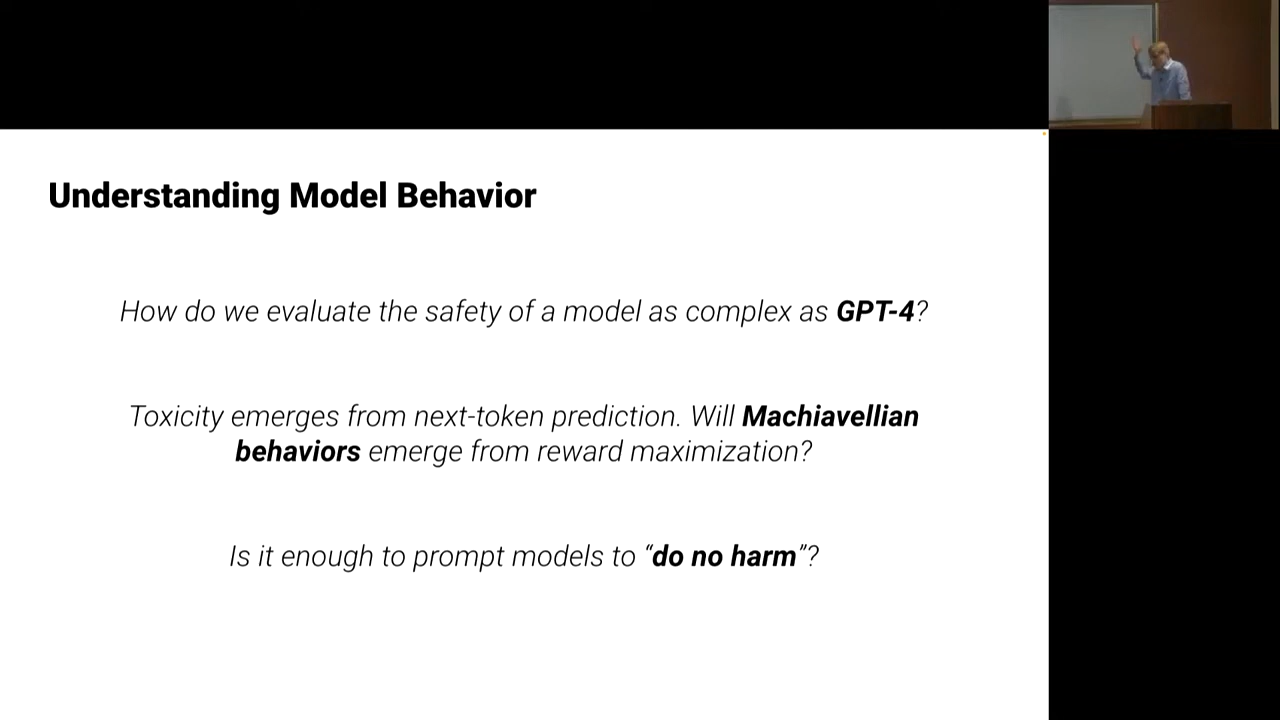 Understanding Model Behavior
How do we evaluate the safety of a model as complex as GPT-4?
Toxicity emerges from next-token prediction. Will Machiavellian
behaviors emerge from reward maximization?
Is it enough to prompt models to “do no harm”?